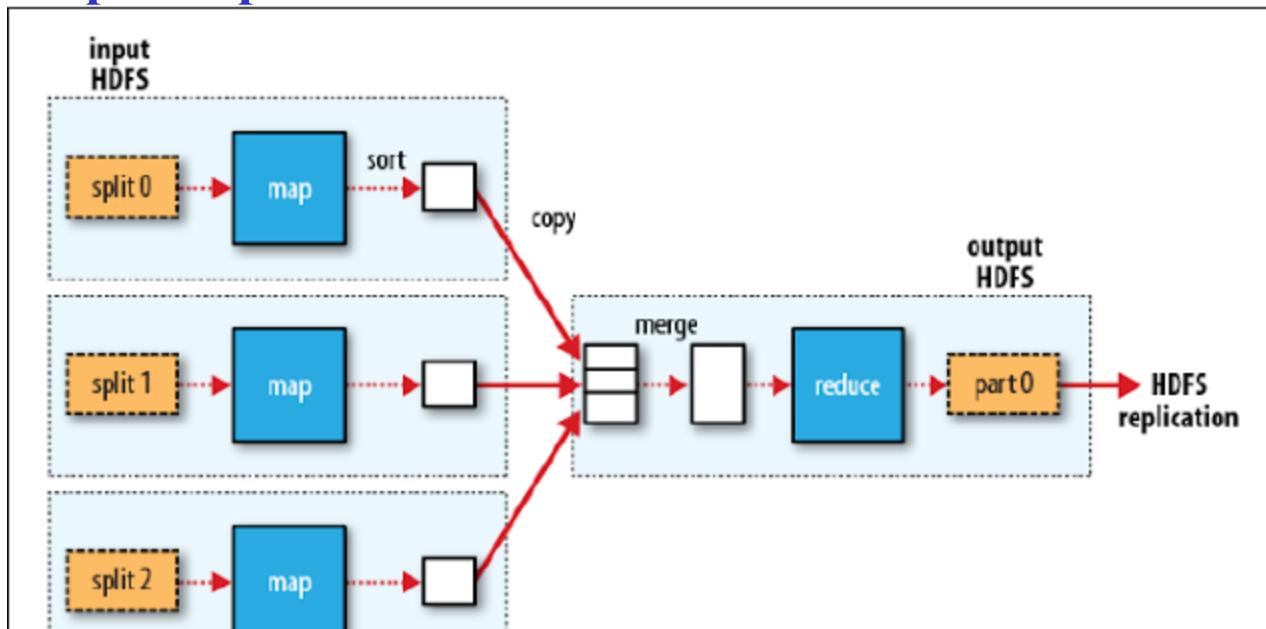 input
HDFS
split 0
map
sort
copy
output
HDFS
split 1
map
merge
reduce
part 0
HDFS
replication
split 2
map